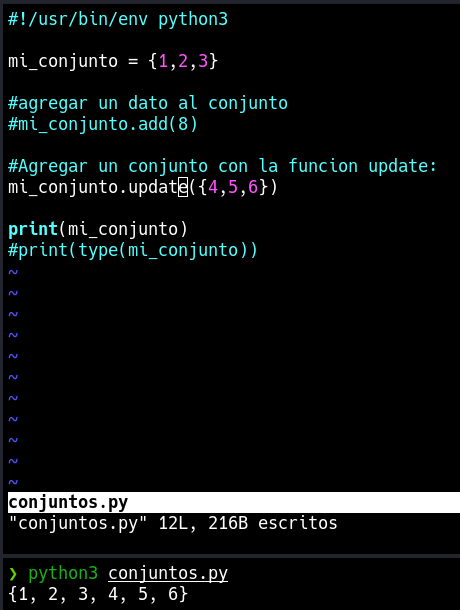 #!/usr/bin/env python3
mi_conjunto = {1,2,3}
#agregar un dato al conjunto
#mi_conjunto.add(8)
#Agregar un conjunto con la funcion update:
mi_conjunto.update({4,5,6})
print(mi_conjunto)
#print(type(mi_conjunto))
~
~
~
~
~
~
~
~
~
~
~
conjuntos.py
"conjuntos.py" 12L, 216B escritos
❯ python3 conjuntos.py
{1, 2, 3, 4, 5, 6}